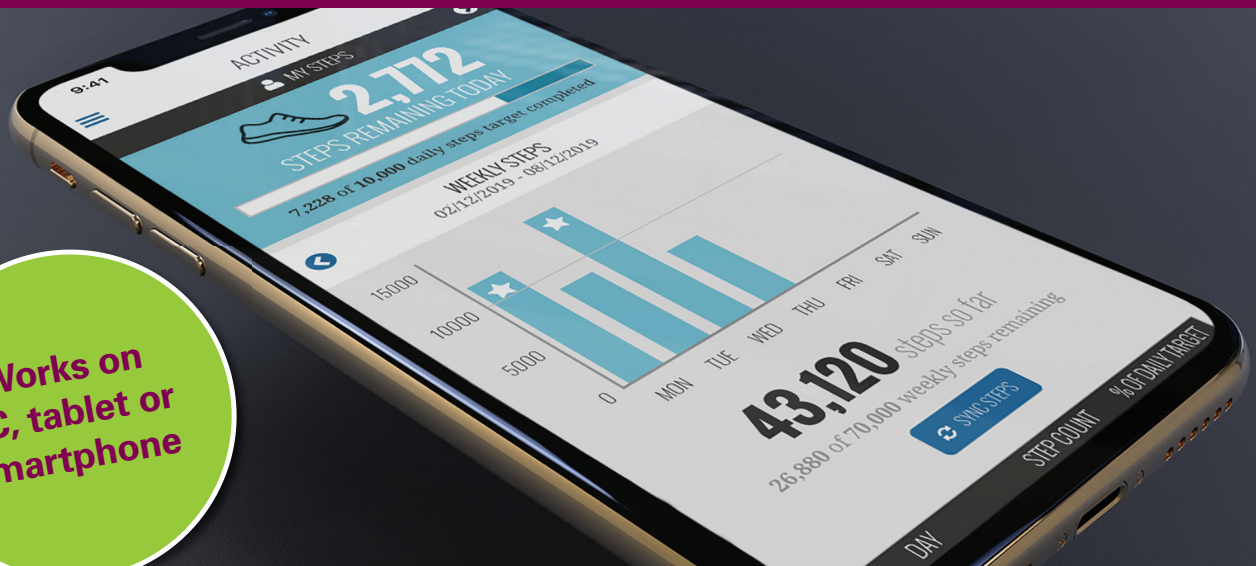 9:41
ACTIVITY
MY STEPS
2,772
STEPS REMAINING TODAY
7,228 of 10,000 daily steps target completed
WEEKLY STEPS
02/12/2019 - 08/12/2019
15000
10000
5000
0
MON
TUE
WED
THU
FRI
SAT
SUN
43,120 steps so far
26,880 of 70,000 weekly steps remaining
SYNC STEPS
DAY
STEP COUNT
% OF DAILY TARGET
Works on
tablet or
smartphone